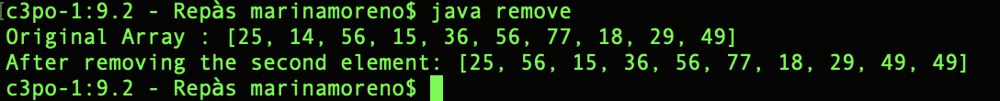 c3po-1:9.2 - Repàs marinamoreno$ java remove
Original Array : [25, 14, 56, 15, 36, 56, 77, 18, 29, 49]
After removing the second element: [25, 56, 15, 36, 56, 77, 18, 29, 49, 49]
c3po-1:9.2 - Repàs marinamoreno$